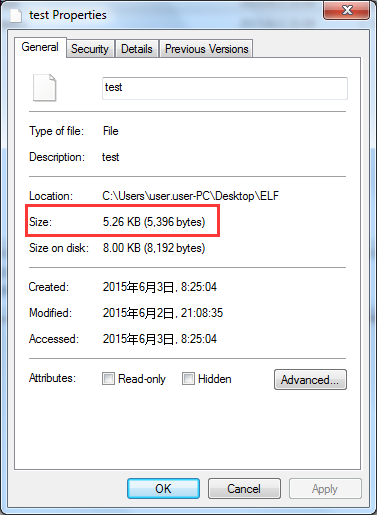 test Properties
General
Security
Details
Previous Versions
test
Type of file: File
Description: test
Location: C:\Users\user.user-PC\Desktop\ELF
Size: 5.26 KB (5,396 bytes)
Size on disk: 8.00 KB (8,192 bytes)
Created: 2015年6月3日, 8:25:04
Modified: 2015年6月2日, 21:08:35
Accessed: 2015年6月3日, 8:25:04
Attributes: Read-only Hidden Advanced...
OK Cancel Apply